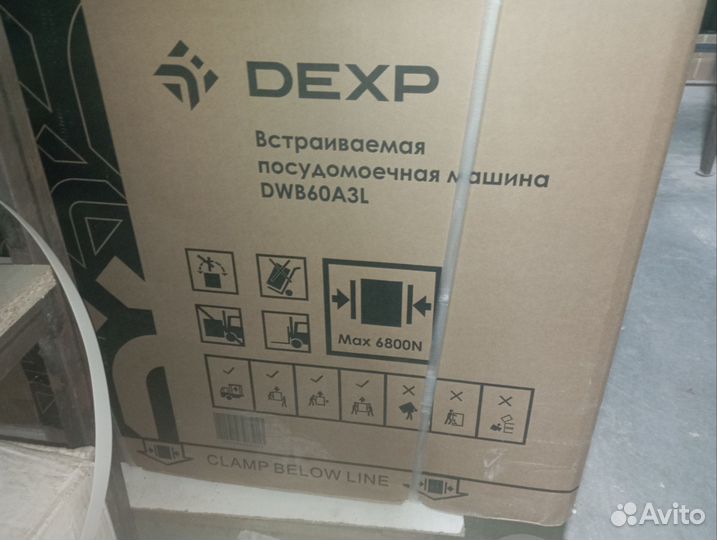 DEXP
Встраиваемая
посудомоечная машина
DWB60A3L
Max 6800N
CLAMP BELOW LINE
Avito